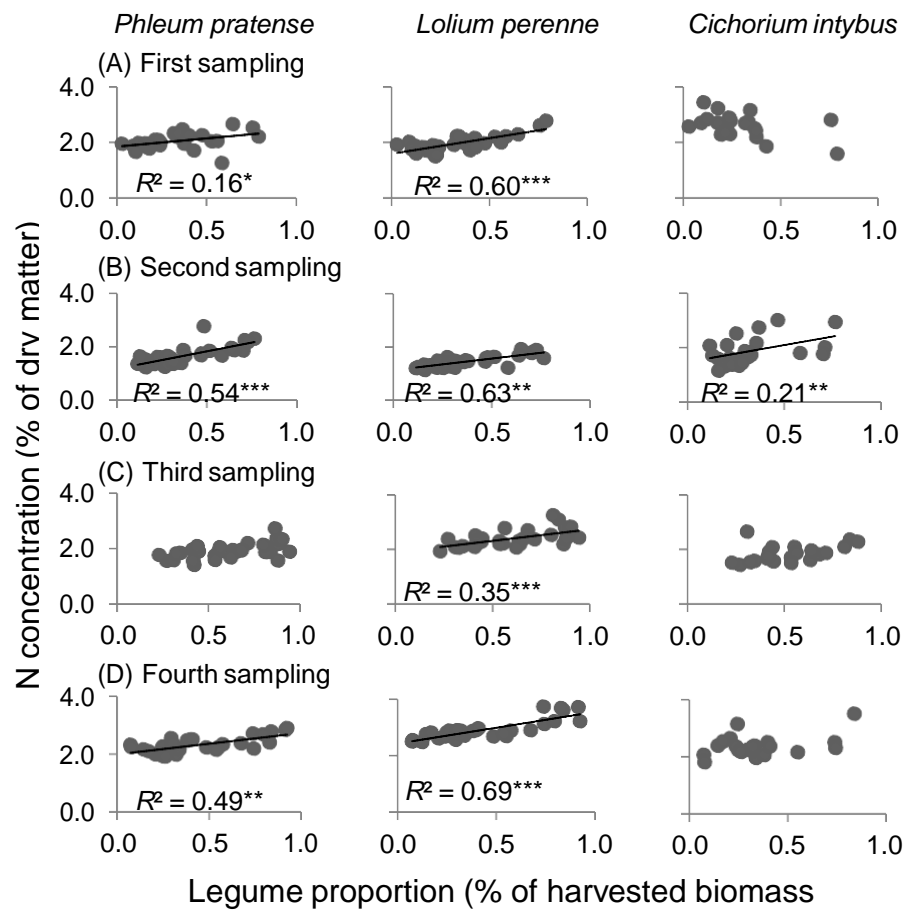 Phleum pratense Lolium perenne Cichorium intybus
(A) First sampling
4.0
2.0
0.0
R² = 0.16* R² = 0.60***
0.0 0.5 1.0 0.0 0.5 1.0 0.0 0.5 1.0
(B) Second sampling
4.0
2.0
0.0
R² = 0.54*** R² = 0.63** R² = 0.21**
0.0 0.5 1.0 0.0 0.5 1.0 0.0 0.5 1.0
(C) Third sampling
4.0
2.0
0.0
R² = 0.35***
0.0 0.5 1.0 0.0 0.5 1.0 0.0 0.5 1.0
(D) Fourth sampling
4.0
2.0
0.0
R² = 0.49** R² = 0.69***
0.0 0.5 1.0 0.0 0.5 1.0 0.0 0.5 1.0
N concentration (% of drv matter)
Legume proportion (% of harvested biomass